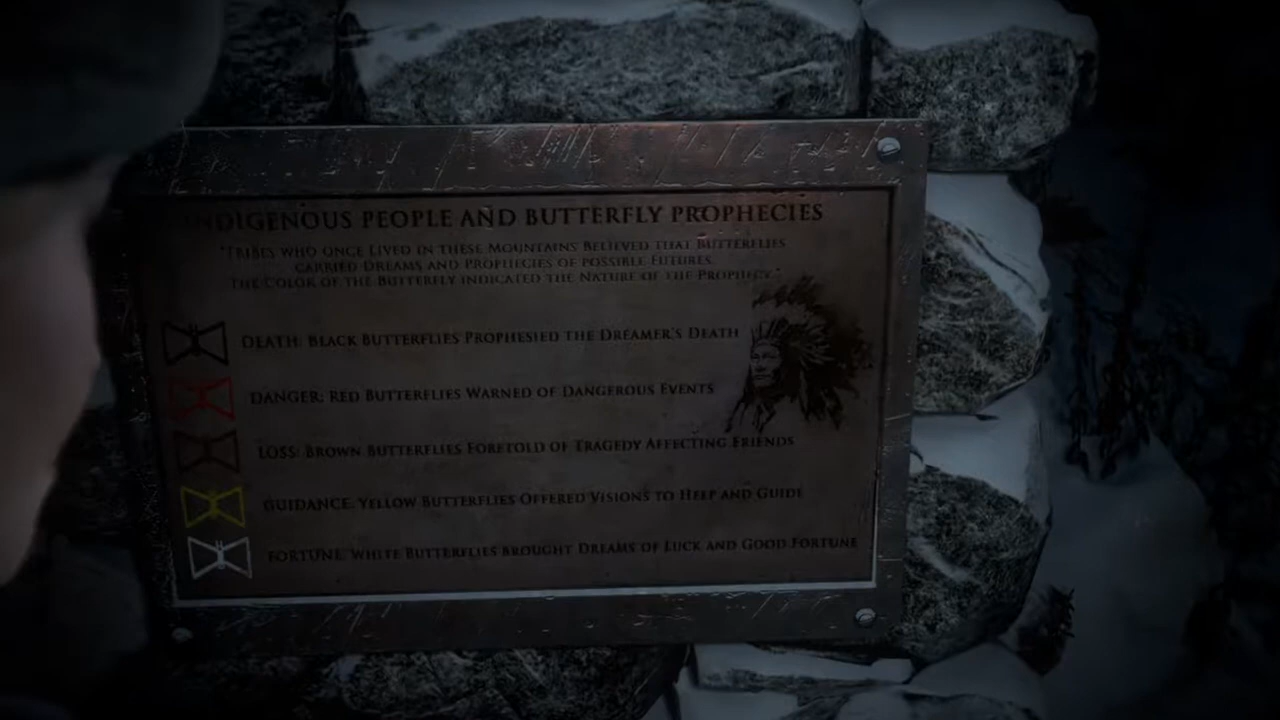 INDIGENOUS PEOPLE AND BUTTERFLY PROPHECIES
"TRIBES WHO ONCE LIVED IN THESE MOUNTAINS BELIEVED THAT BUTTERFLIES
CARRIED DREAMS AND PROPHECIES OF POSSIBLE FUTURES.
THE COLOR OF THE BUTTERFLY INDICATED THE NATURE OF THE PROPHECY."
DEATH: BLACK BUTTERFLIES PROPHESIED THE DREAMER'S DEATH
DANGER: RED BUTTERFLIES WARNED OF DANGEROUS EVENTS
LOSS: BROWN BUTTERFLIES FORETOLD OF TRAGEDY AFFECTING FRIENDS
GUIDANCE: YELLOW BUTTERFLIES OFFERED VISIONS TO HELP AND GUIDE
FORTUNE: WHITE BUTTERFLIES BROUGHT DREAMS OF LUCK AND GOOD FORTUNE